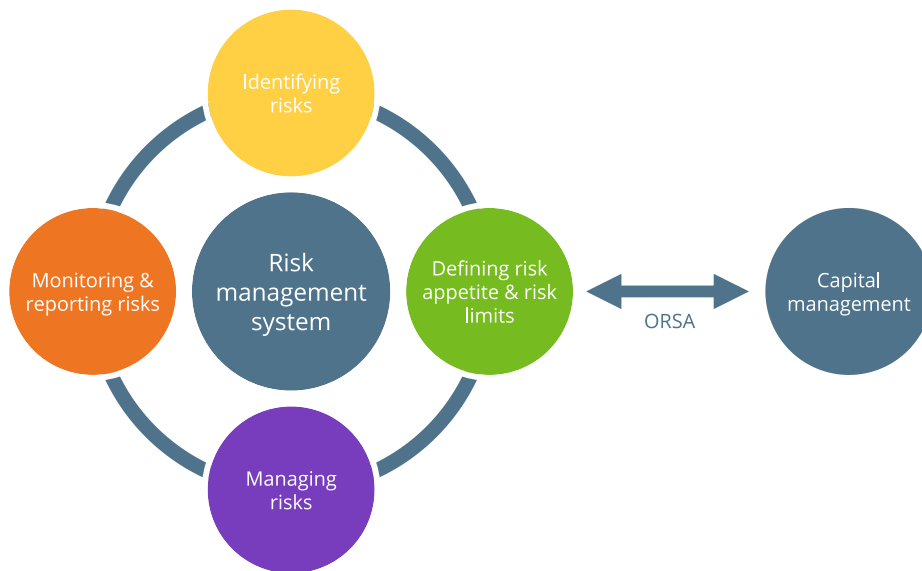 Identifying
risks
Monitoring &
reporting risks
Risk
management
system
Defining risk
appetite & risk
limits
ORSA
Capital
management
Managing
risks